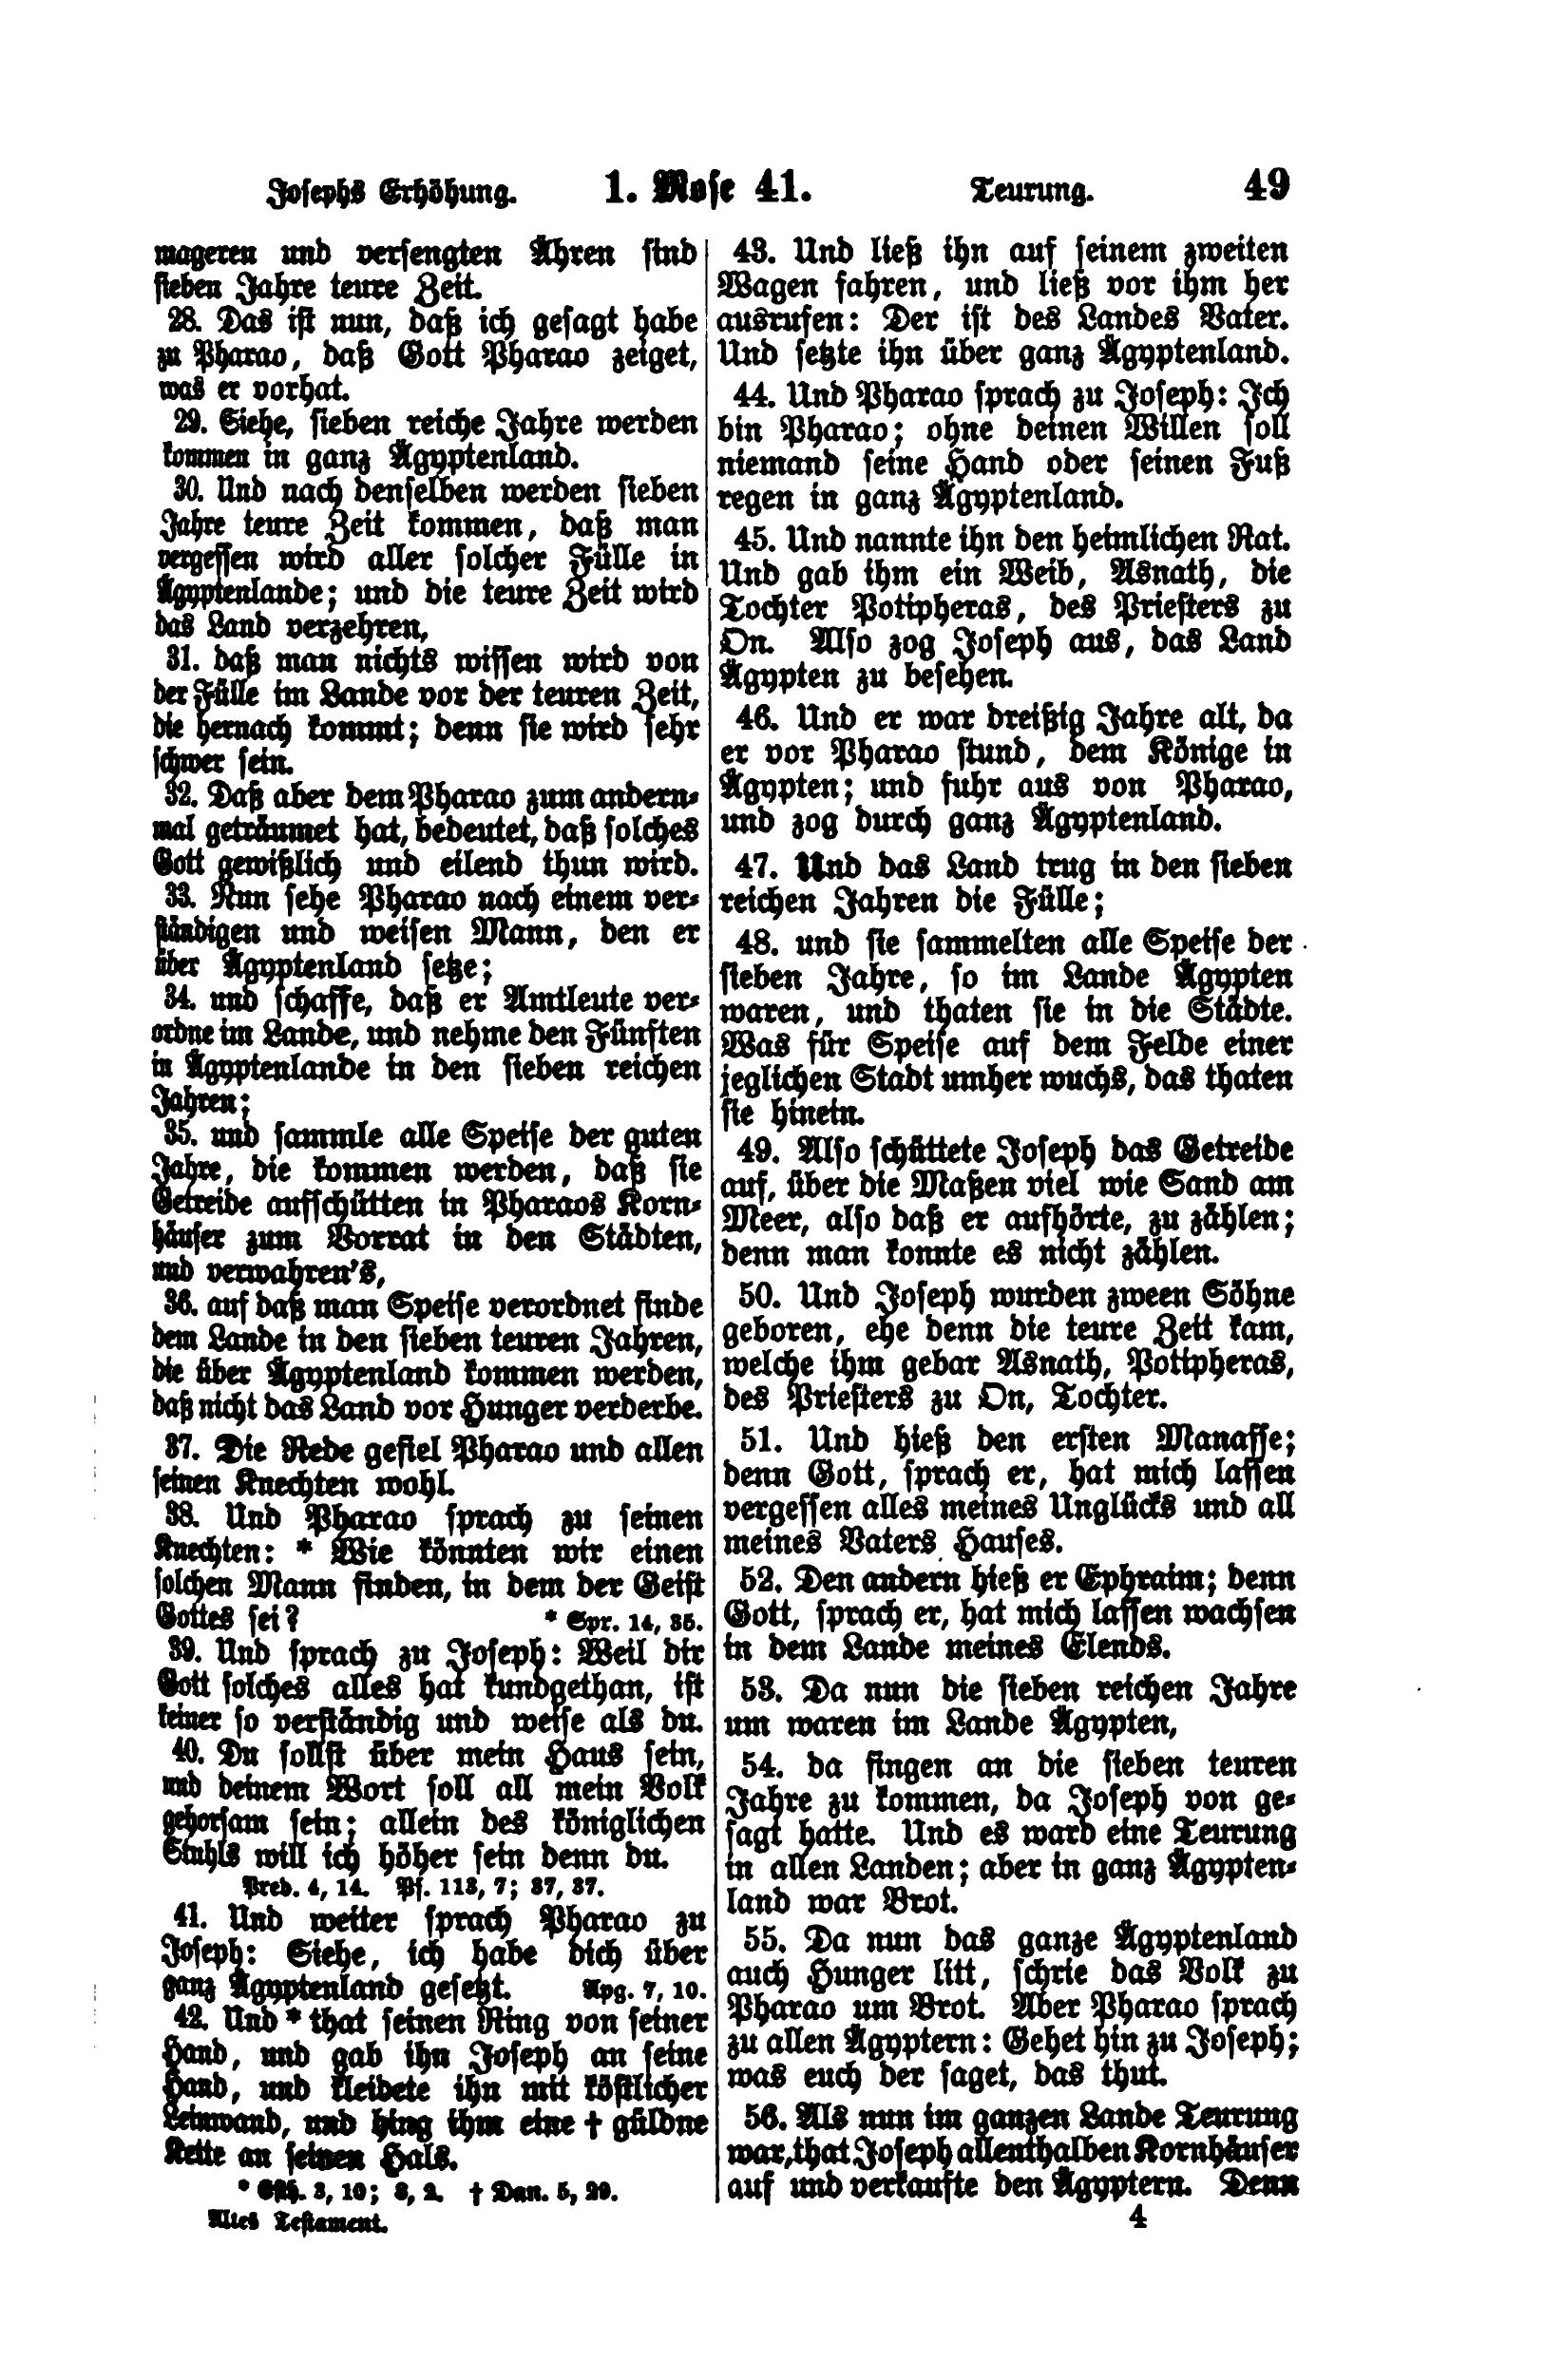 Josephs Erhöhung. 1. Mose 41. Teurung. 49
mageren und versengten Ähren sind
sieben Jahre teure Zeit.
28. Das ist nun, daß ich gesagt habe
zu Pharao, daß Gott Pharao zeiget,
was er vorhat.
29. Siehe, sieben reiche Jahre werden
kommen in ganz Ägyptenland.
30. Und nach denselben werden sieben
Jahre teure Zeit kommen, daß man
vergessen wird aller solcher Fülle in
Ägyptenlande; und die teure Zeit wird
das Land verzehren,
31. daß man nichts wissen wird von
der Fülle im Lande vor der teuren Zeit,
die hernach kommt; denn sie wird sehr
schwer sein.
32. Daß aber dem Pharao zum andern-
mal geträumet hat, bedeutet, daß solches
Gott gewißlich und eilend thun wird.
33. Nun sehe Pharao nach einem ver-
ständigen und weisen Mann, den er
über Ägyptenland setze;
34. und schaffe, daß er Amtleute ver-
ordne im Lande, und nehme den Fünften
in Ägyptenlande in den sieben reichen
Jahren;
35. und sammle alle Speise der guten
Jahre, die kommen werden, daß sie
Getreide aufschütten in Pharaos Korn-
häuser zum Vorrat in den Städten,
und verwahren's,
36. auf daß man Speise verordnet finde
dem Lande in den sieben teuren Jahren,
die über Ägyptenland kommen werden,
daß nicht das Land vor Hunger verderbe.
37. Die Rede gefiel Pharao und allen
seinen Knechten wohl.
38. Und Pharao sprach zu seinen
Knechten: * Wie könnten wir einen
solchen Mann finden, in dem der Geist
Gottes sei? * Spr. 14, 35.
39. Und sprach zu Joseph: Weil dir
Gott solches alles hat kundgethan, ist
keiner so verständig und weise als du.
40. Du sollst über mein Haus sein,
und deinem Wort soll all mein Volk
gehorsam sein; allein des königlichen
Stuhls will ich höher sein denn du.
Pred. 4, 14. Ps. 113, 7; 37, 37.
41. Und weiter sprach Pharao zu
Joseph: Siehe, ich habe dich über
ganz Ägyptenland gesetzt. Apg. 7, 10.
42. Und * that seinen Ring von seiner
Hand, und gab ihn Joseph an seine
Hand, und kleidete ihn mit köstlicher
Leinwand, und hing ihm eine † güldne
Kette an seinen Hals.
* Esth. 3, 10; 8, 2. † Dan. 5, 29.
Altes Testament.
43. Und ließ ihn auf seinem zweiten
Wagen fahren, und ließ vor ihm her
ausrufen: Der ist des Landes Vater.
Und setzte ihn über ganz Ägyptenland.
44. Und Pharao sprach zu Joseph: Ich
bin Pharao; ohne deinen Willen soll
niemand seine Hand oder seinen Fuß
regen in ganz Ägyptenland.
45. Und nannte ihn den heimlichen Rat.
Und gab ihm ein Weib, Asnath, die
Tochter Potipheras, des Priesters zu
On. Also zog Joseph aus, das Land
Ägypten zu besehen.
46. Und er war dreißig Jahre alt, da
er vor Pharao stund, dem Könige in
Ägypten; und fuhr aus von Pharao,
und zog durch ganz Ägyptenland.
47. Und das Land trug in den sieben
reichen Jahren die Fülle;
48. und sie sammelten alle Speise der
sieben Jahre, so im Lande Ägypten
waren, und thaten sie in die Städte.
Was für Speise auf dem Felde einer
jeglichen Stadt umher wuchs, das thaten
sie hinein.
49. Also schüttete Joseph das Getreide
auf, über die Maßen viel wie Sand am
Meer, also daß er aufhörte, zu zählen;
denn man konnte es nicht zählen.
50. Und Joseph wurden zween Söhne
geboren, ehe denn die teure Zeit kam,
welche ihm gebar Asnath, Potipheras,
des Priesters zu On, Tochter.
51. Und hieß den ersten Manasse;
denn Gott, sprach er, hat mich lassen
vergessen alles meines Unglücks und all
meines Vaters Hauses.
52. Den andern hieß er Ephraim; denn
Gott, sprach er, hat mich lassen wachsen
in dem Lande meines Elends.
53. Da nun die sieben reichen Jahre
um waren im Lande Ägypten,
54. da fingen an die sieben teuren
Jahre zu kommen, da Joseph von ge-
sagt hatte. Und es ward eine Teurung
in allen Landen; aber in ganz Ägypten-
land war Brot.
55. Da nun das ganze Ägyptenland
auch Hunger litt, schrie das Volk zu
Pharao um Brot. Aber Pharao sprach
zu allen Ägyptern: Gehet hin zu Joseph;
was euch der saget, das thut.
56. Als nun im ganzen Lande Teurung
war, that Joseph allenthalben Kornhäuser
auf und verkaufte den Ägyptern. Denn
4